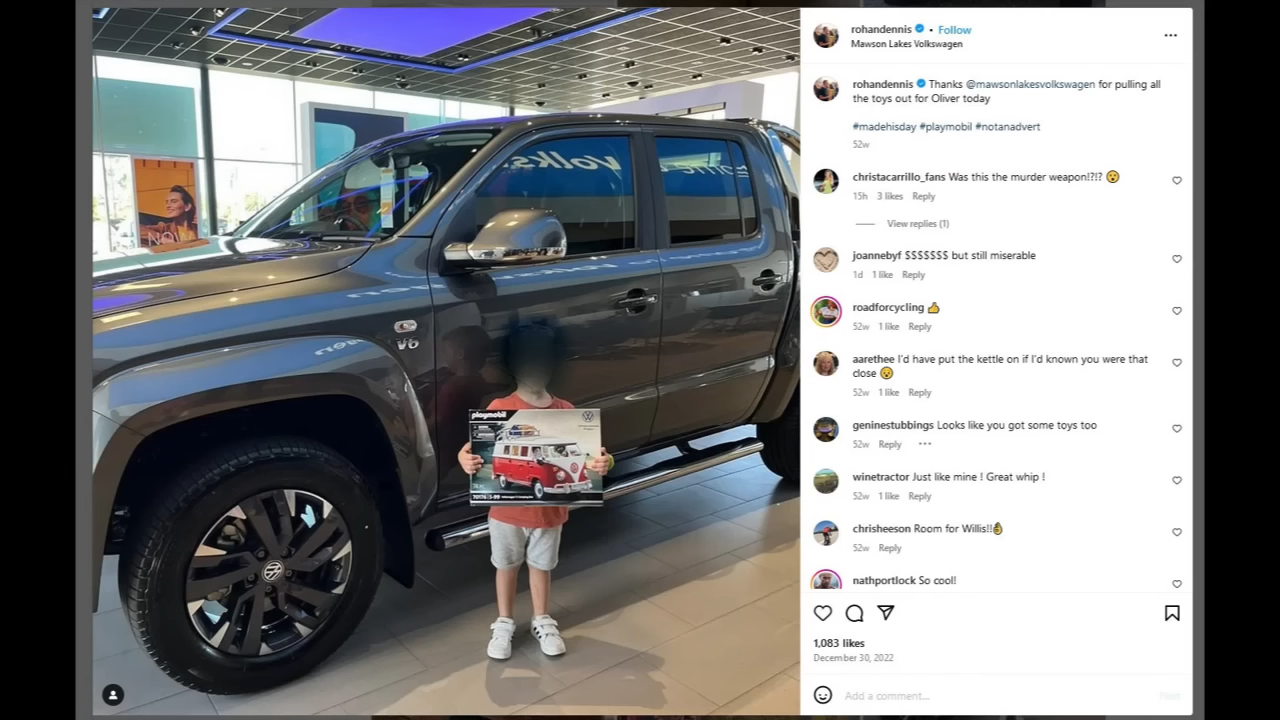 rohandennis • Follow
Mawson Lakes Volkswagen
rohandennis Thanks @mawsonlakesvolkswagen for pulling all
the toys out for Oliver today
#madehisday #playmobil #notanadvert
52w
christacarrillo_fans Was this the murder weapon!?!? 😮
15h 3 likes Reply
View replies (1)
joannebyf $$$$$$$ but still miserable
1d 1 like Reply
roadforcycling 👍
52w 1 like Reply
aarethee I'd have put the kettle on if I'd known you were that
close 😮
52w 1 like Reply
geninestubbings Looks like you got some toys too
52w Reply
winetractor Just like mine ! Great whip !
52w 1 like Reply
chrisheeson Room for Willis!!
52w Reply
nathportlock So cool!
1,083 likes
December 30, 2022
Add a comment...
NOW
V6
playmobil